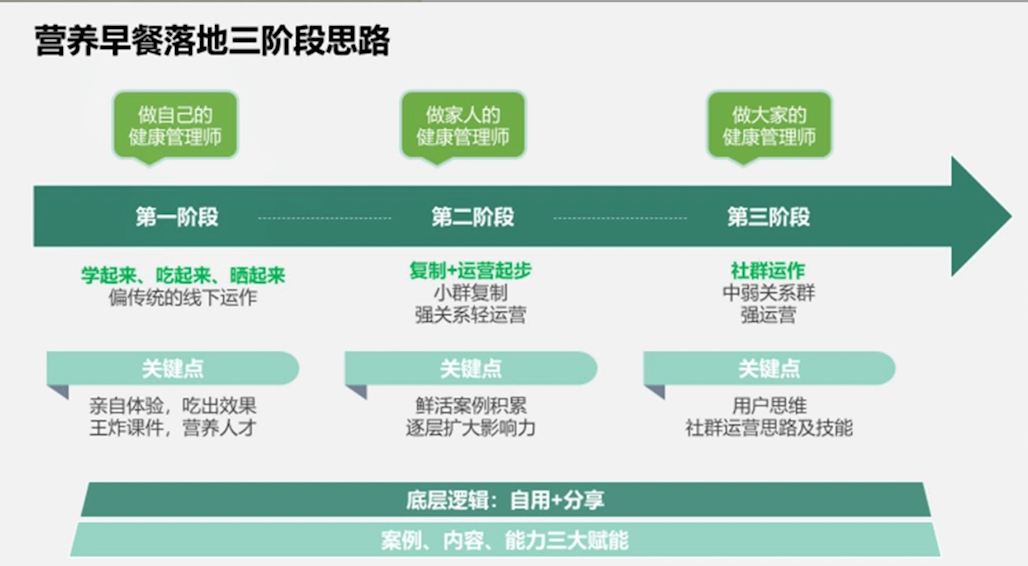 营养早餐落地三阶段思路
做自己的
健康管理师
做家人的
健康管理师
做大家的
健康管理师
第一阶段
第二阶段
第三阶段
学起来、吃起来、晒起来
偏传统的线下运作
复制+运营起步
小群复制
强关系轻运营
社群运作
中弱关系群
强运营
关键点
亲自体验，吃出效果
王炸课件，营养人才
关键点
鲜活案例积累
逐层扩大影响力
关键点
用户思维
社群运营思路及技能
底层逻辑：自用+分享
案例、内容、能力三大赋能